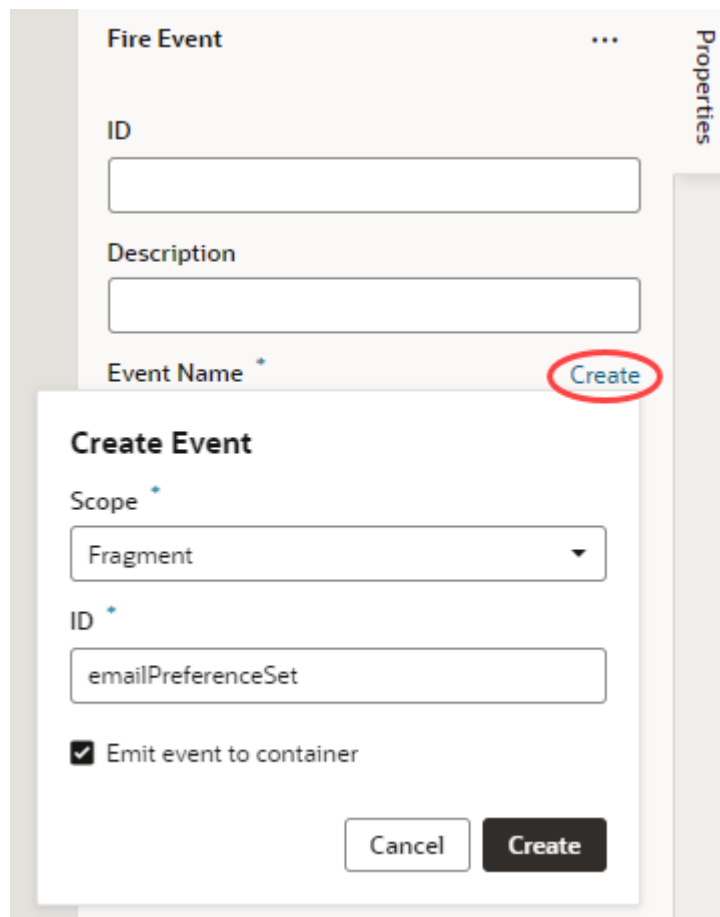 Fire Event ...
Properties
ID
Description
Event Name * Create
Create Event
Scope *
Fragment
ID *
emailPreferenceSet
Emit event to container
Cancel Create